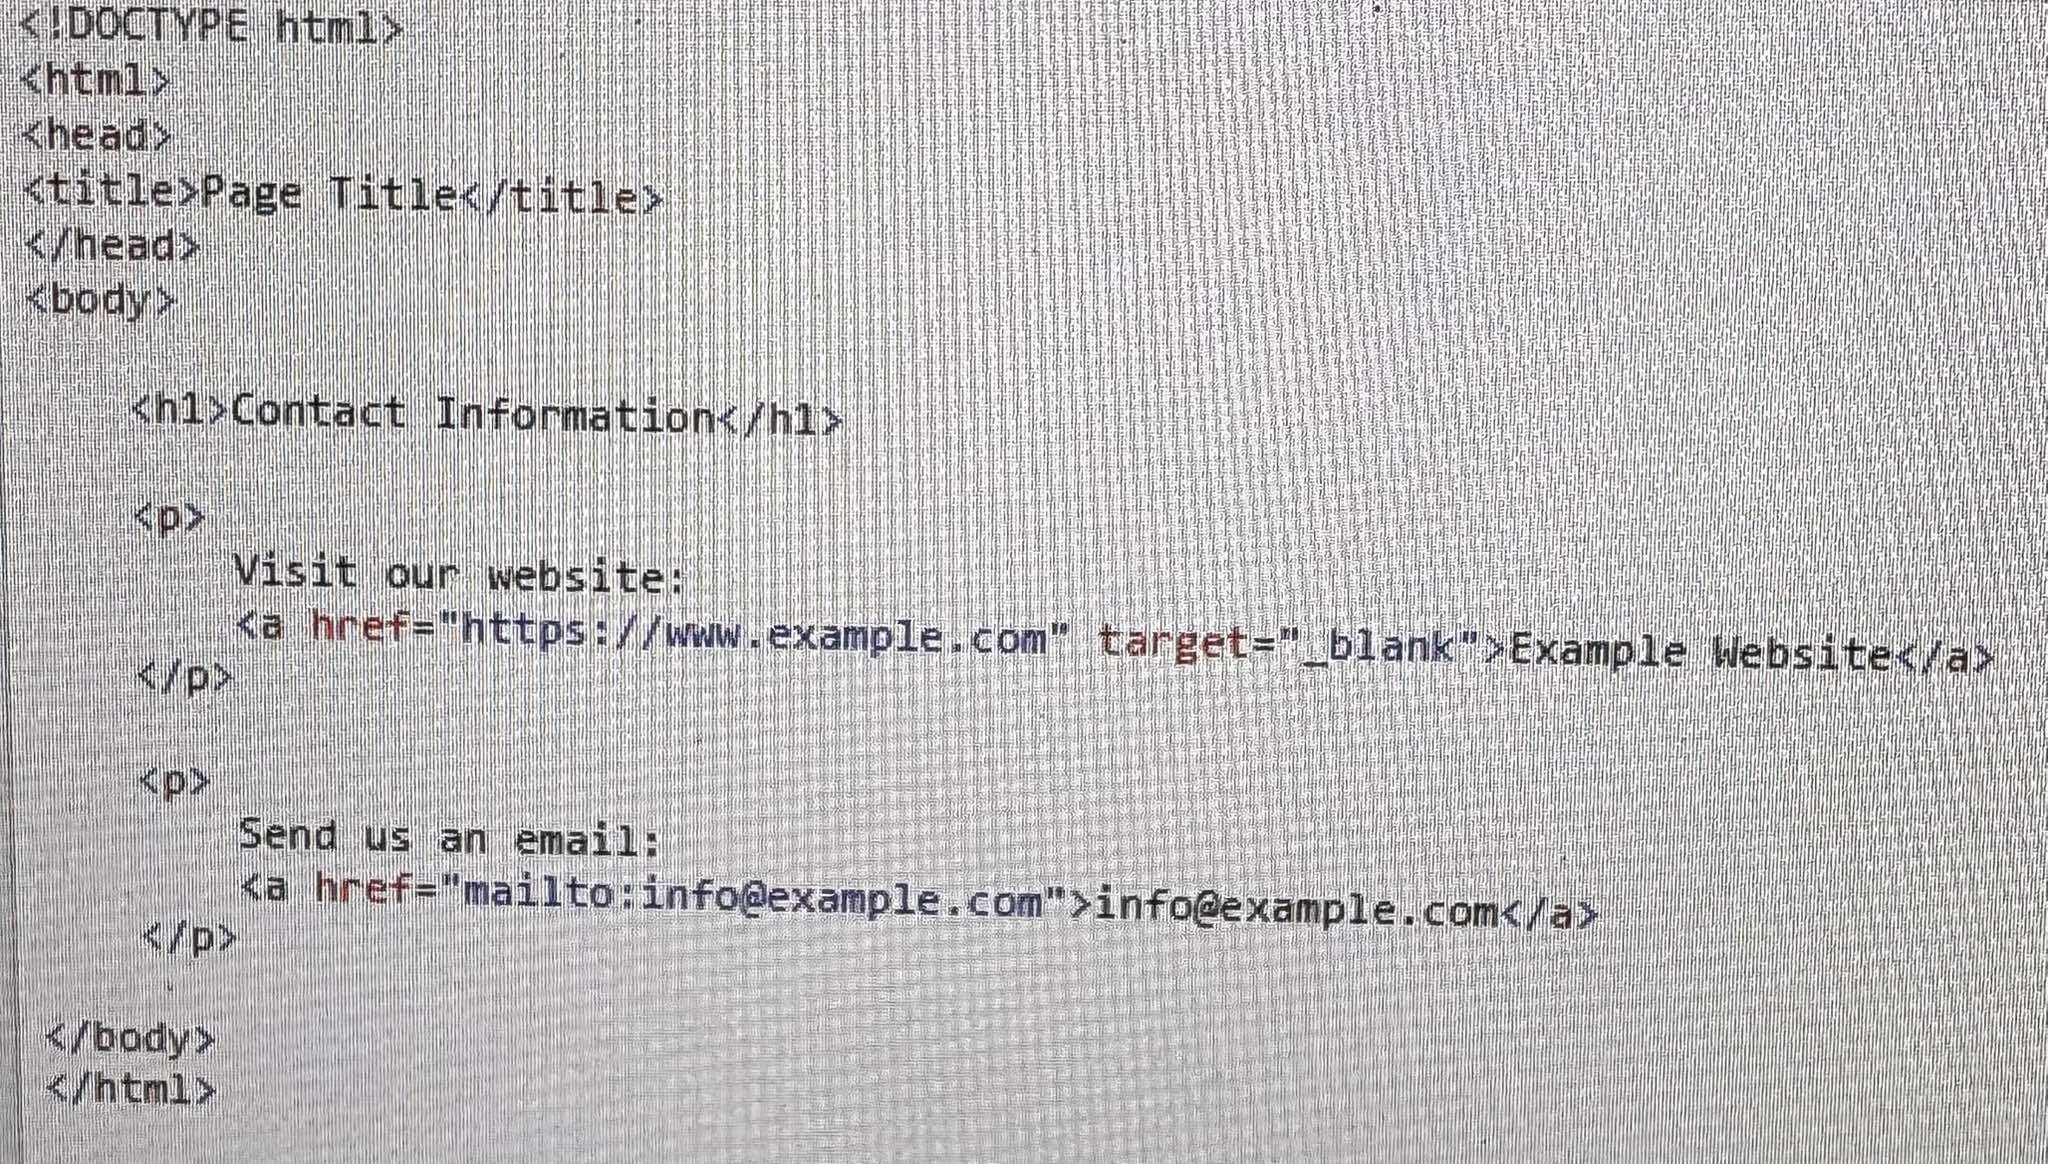 <!DOCTYPE html>
<html>
<head>
<title>Page Title</title>
</head>
<body>
<h1>Contact Information</h1>
<p>
Visit our website:
<a href="https://www.example.com" target="_blank">Example Website</a>
</p>
<p>
Send us an email:
<a href="mailto:info@example.com">info@example.com</a>
</p>
</body>
</html>